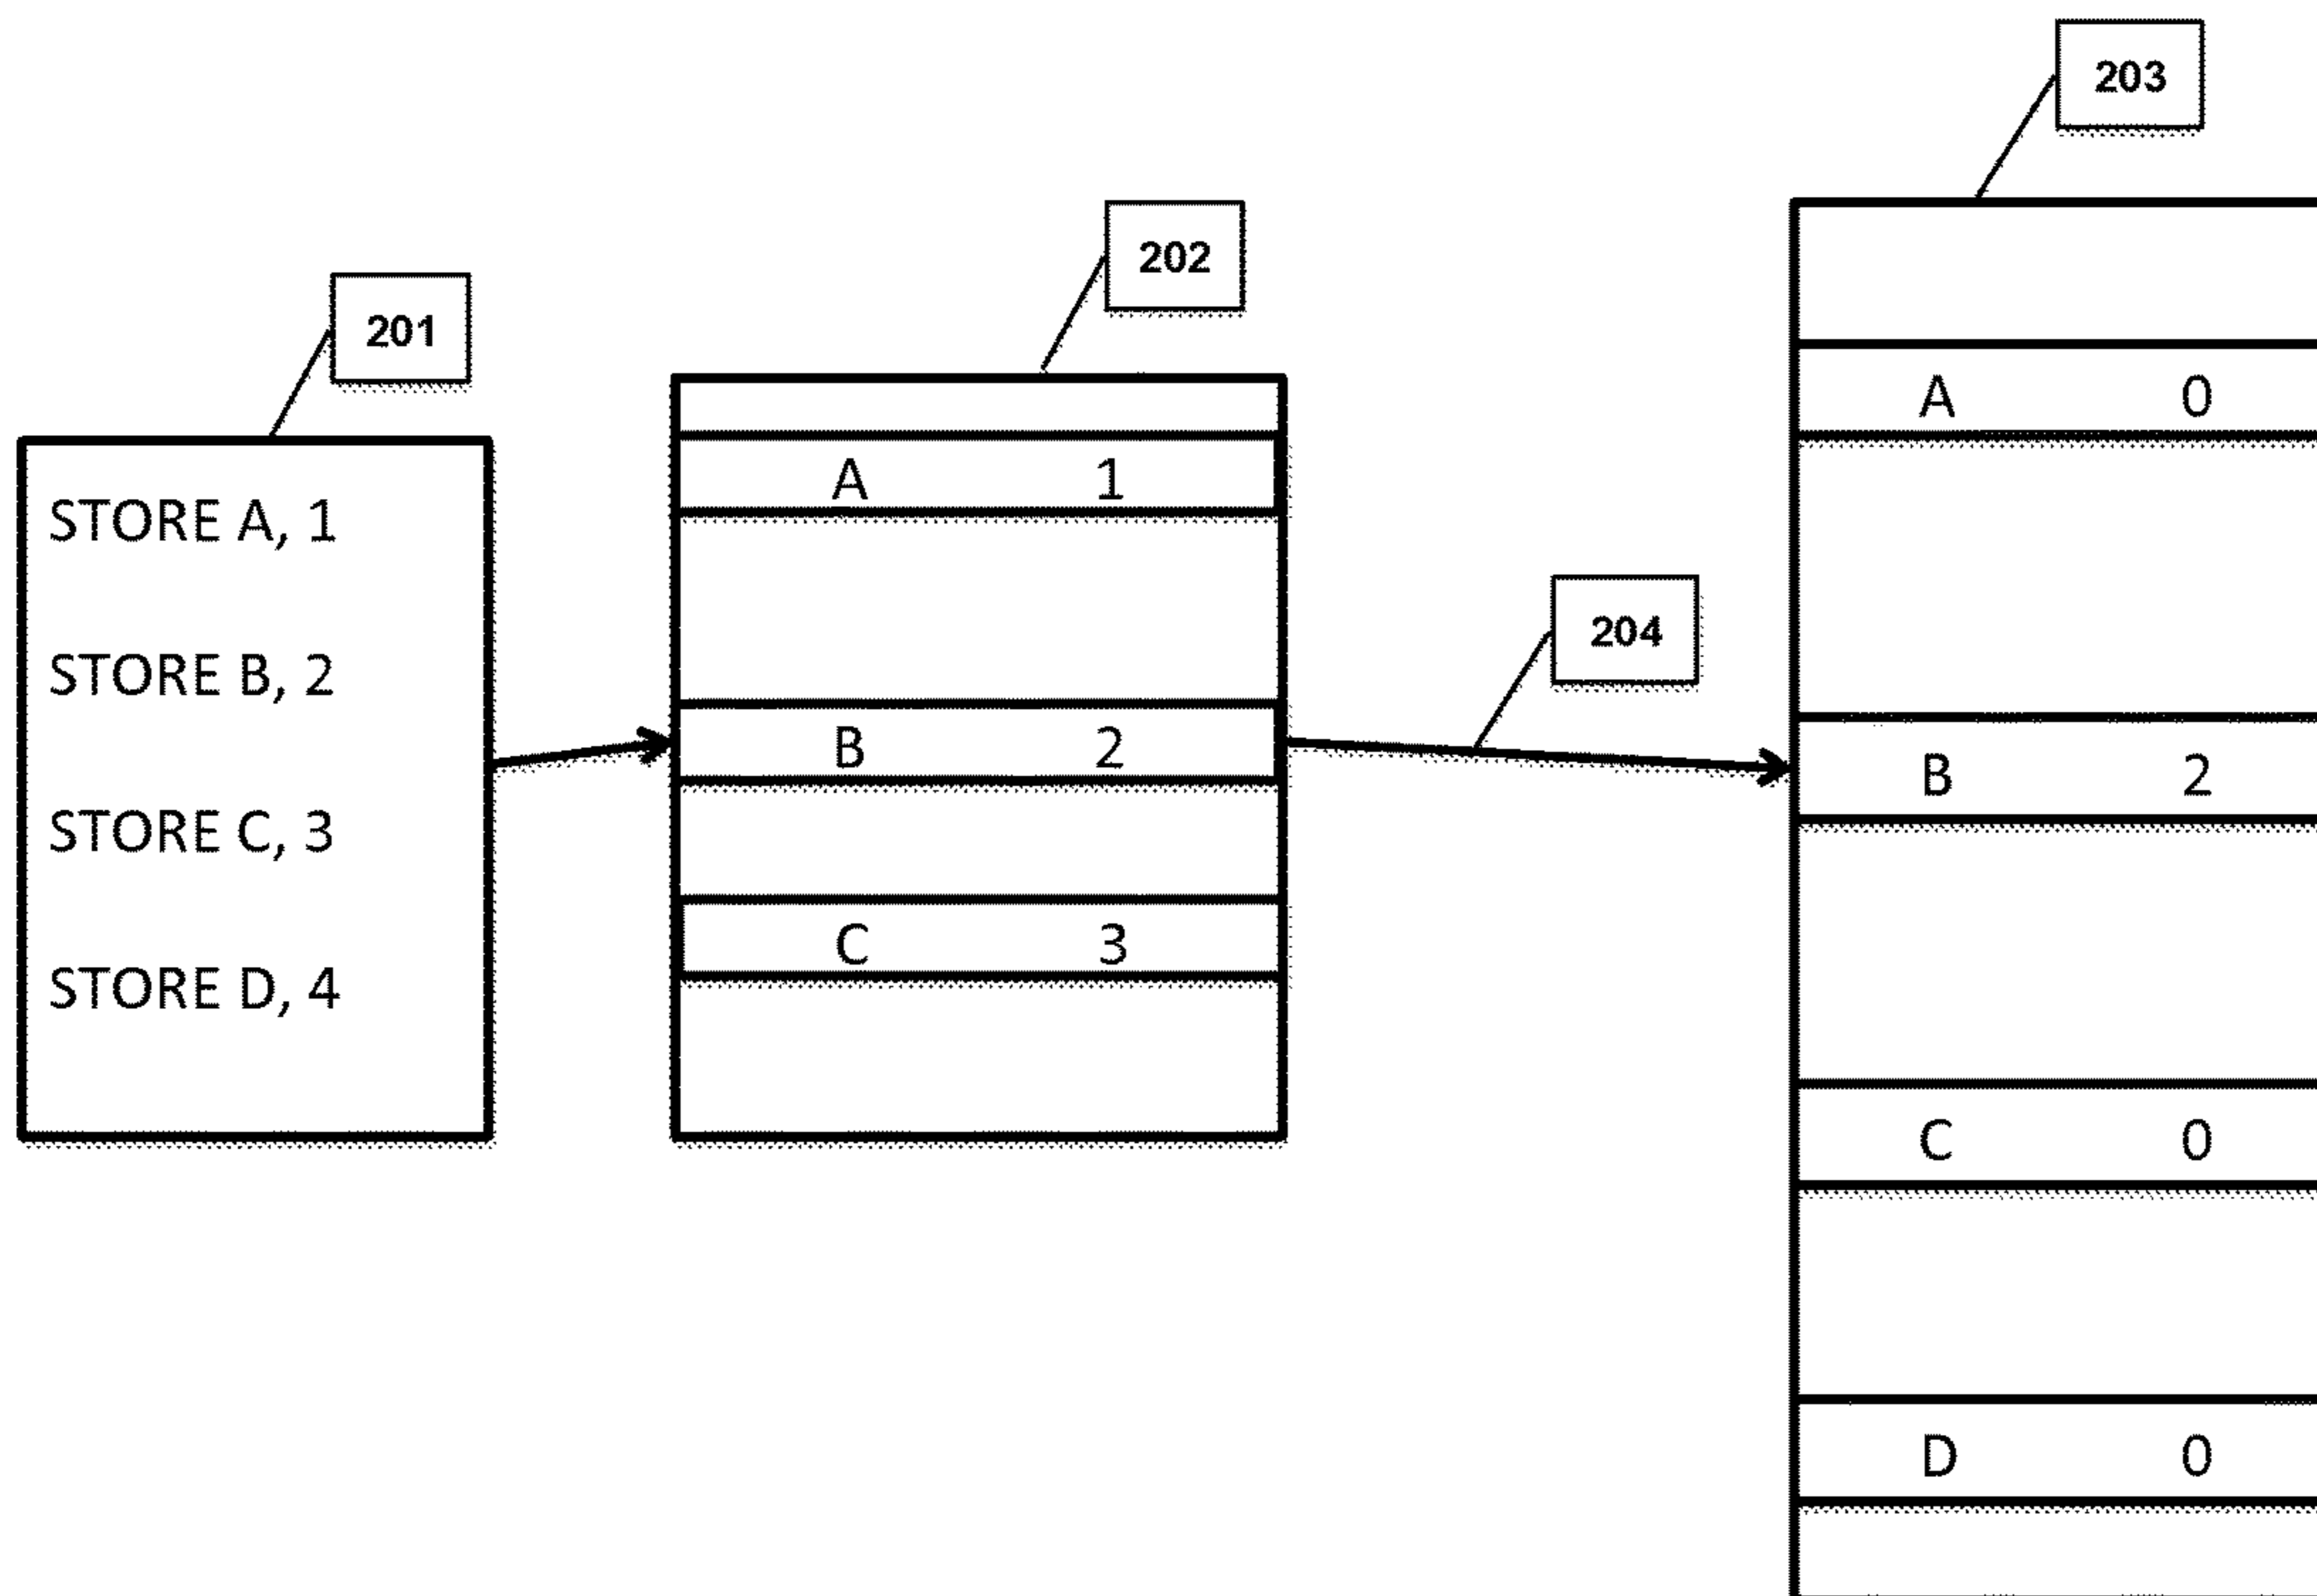 201
STORE A, 1
STORE B, 2
STORE C, 3
STORE D, 4
202
A 1
B 2
C 3
204
203
A 0
B 2
C 0
D 0